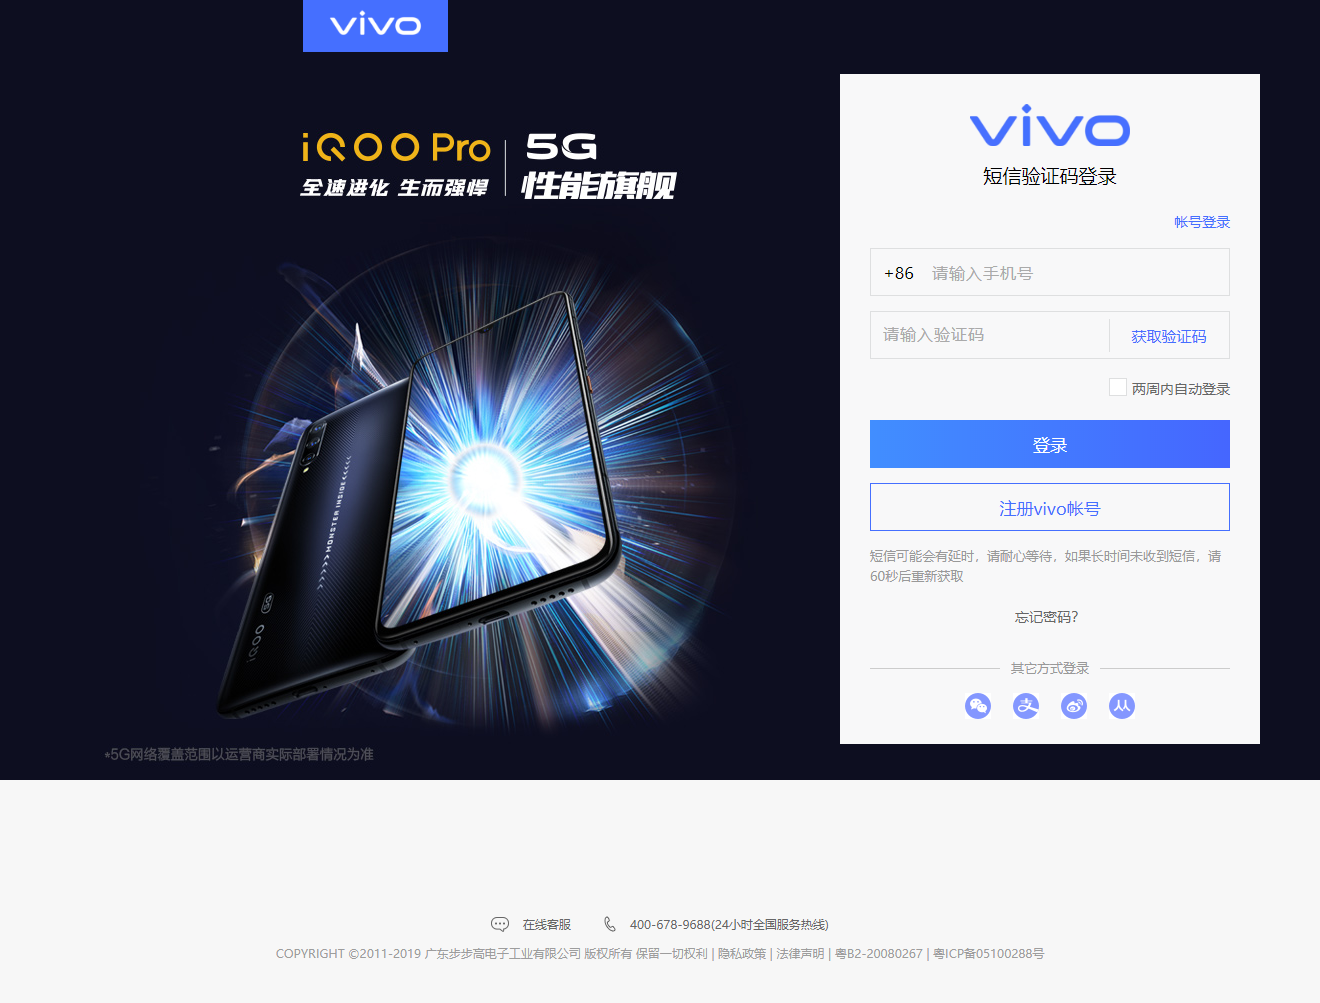 vivo
iQOO Pro
全速进化 生而强悍
5G
性能旗舰
MONSTER INSIDE
5G
iQOO
*5G网络覆盖范围以运营商实际部署情况为准
vivo
短信验证码登录
帐号登录
+86 请输入手机号
请输入验证码 获取验证码
两周内自动登录
登录
注册vivo帐号
短信可能会有延时，请耐心等待，如果长时间未收到短信，请
60秒后重新获取
忘记密码?
其它方式登录
在线客服 400-678-9688(24小时全国服务热线)
COPYRIGHT ©2011-2019 广东步步高电子工业有限公司 版权所有 保留一切权利 | 隐私政策 | 法律声明 | 粤B2-20080267 | 粤ICP备05100288号